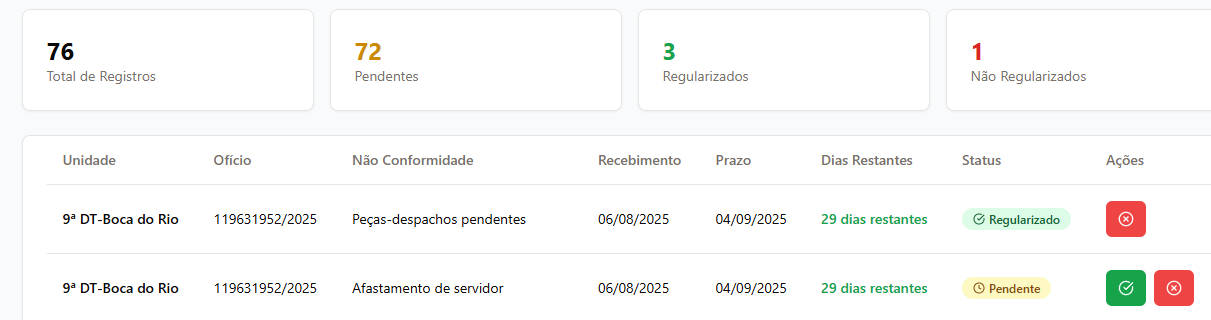 76 72 3 1
Total de Registros Pendentes Regularizados Não Regularizados
Unidade Ofício Não Conformidade Recebimento Prazo Dias Restantes Status Ações
9ª DT-Boca do Rio 119631952/2025 Peças-despachos pendentes 06/08/2025 04/09/2025 29 dias restantes Regularizado
9ª DT-Boca do Rio 119631952/2025 Afastamento de servidor 06/08/2025 04/09/2025 29 dias restantes Pendente